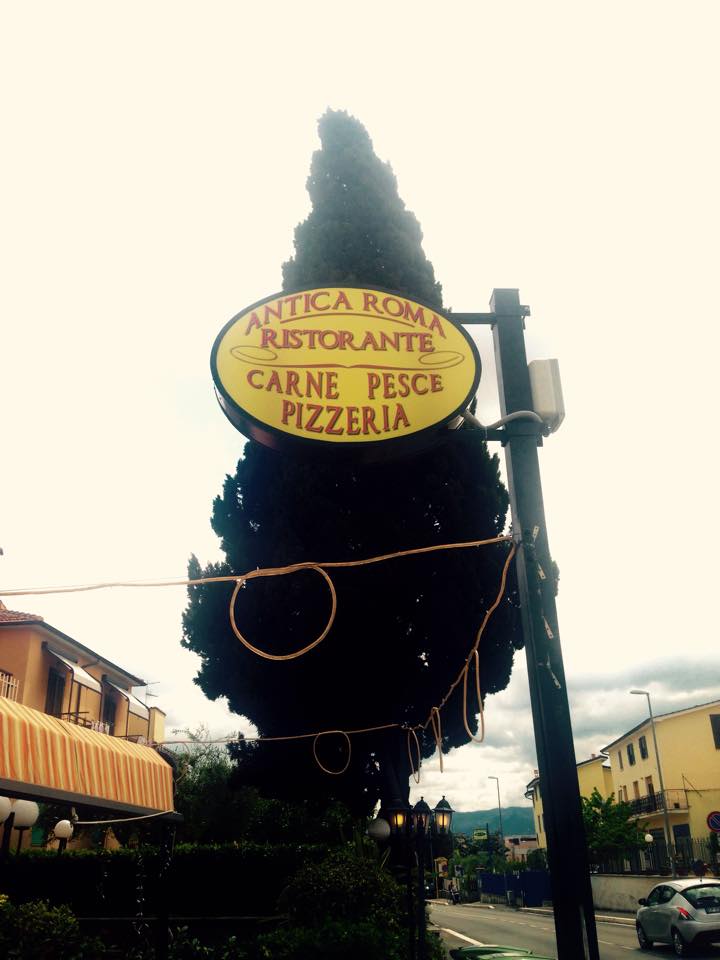 ANTICA ROMA
RISTORANTE
CARNE PESCE
PIZZERIA